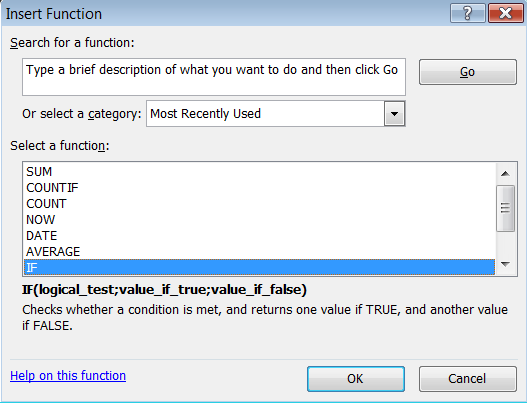 Insert Function
?
Search for a function:
Type a brief description of what you want to do and then click Go
Go
Or select a category:
Most Recently Used
Select a function:
SUM
COUNTIF
COUNT
NOW
DATE
AVERAGE
IF
IF(logical_test;value_if_true;value_if_false)
Checks whether a condition is met, and returns one value if TRUE, and another value
if FALSE.
Help on this function
OK
Cancel